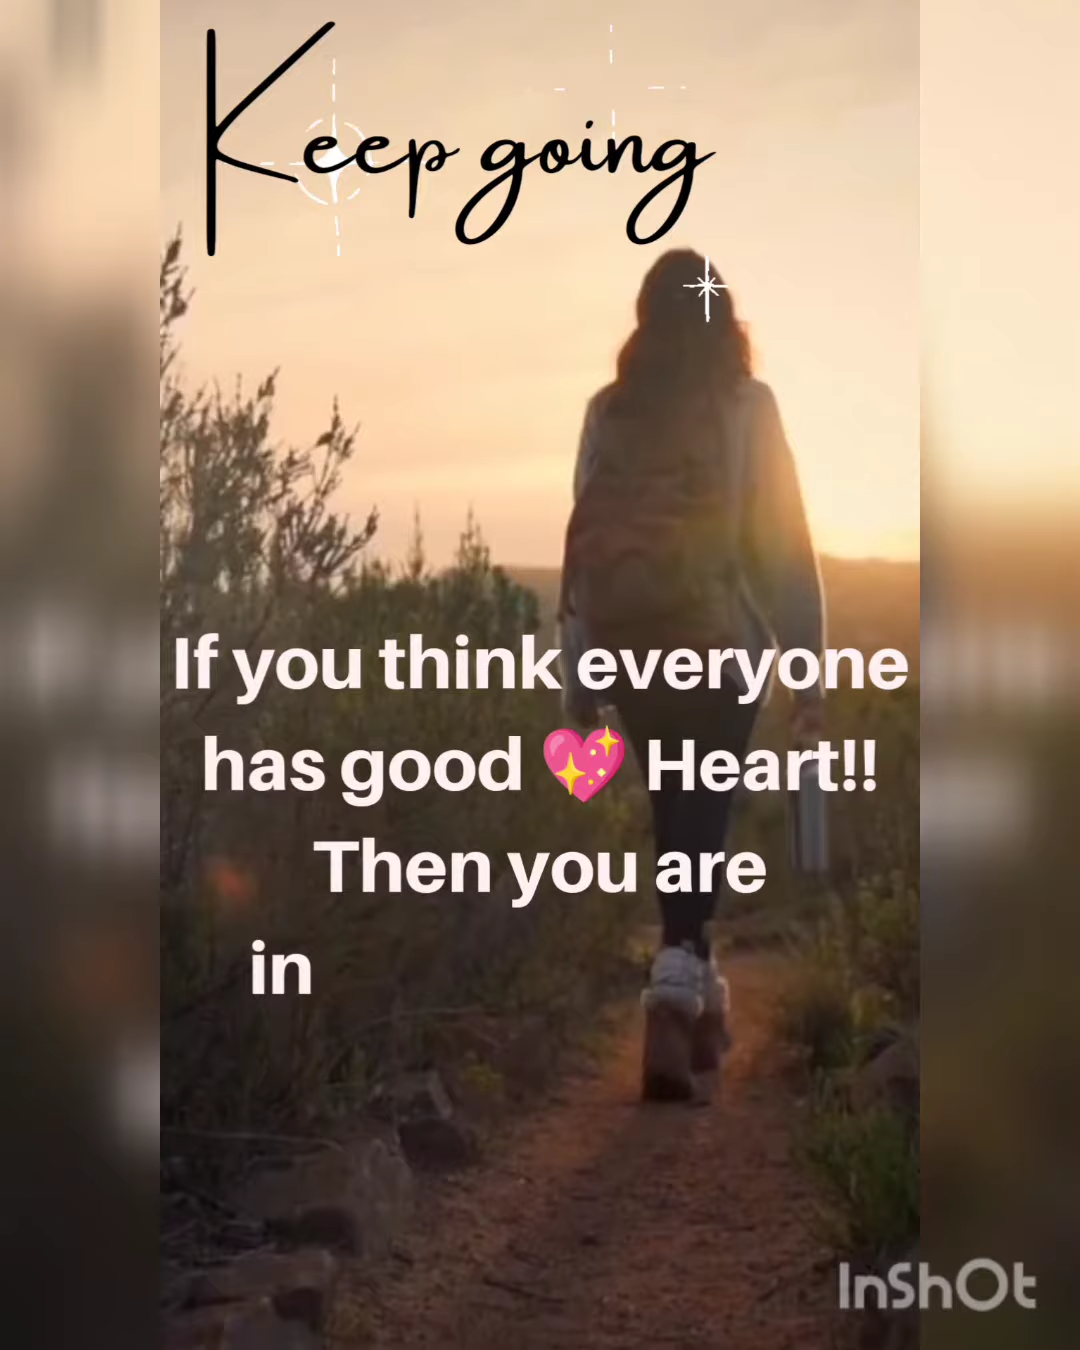 Keep going
If you think everyone
has good 💖 Heart!!
Then you are
in
InShOt